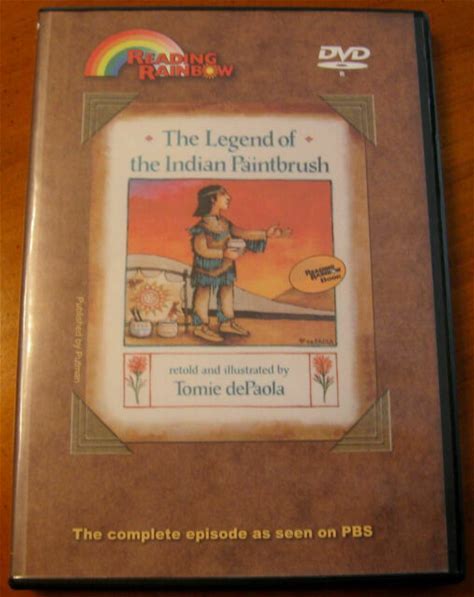 READING
RAINBOW
DVD
R
The Legend of
the Indian Paintbrush
READING
RAINBOW
Book
TdePAOLA
retold and illustrated by
Tomie dePaola
Published by Putnam
The complete episode as seen on PBS